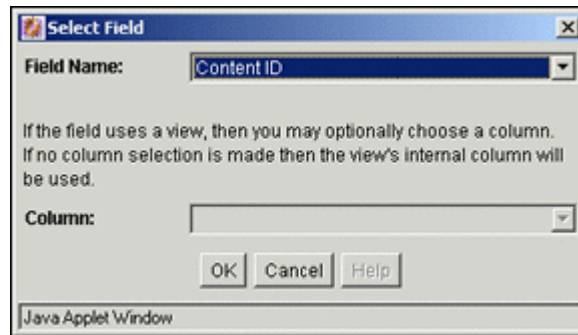 Select Field
Field Name: Content ID
If the field uses a view, then you may optionally choose a column.
If no column selection is made then the view's internal column will
be used.
Column:
OK Cancel Help
Java Applet Window